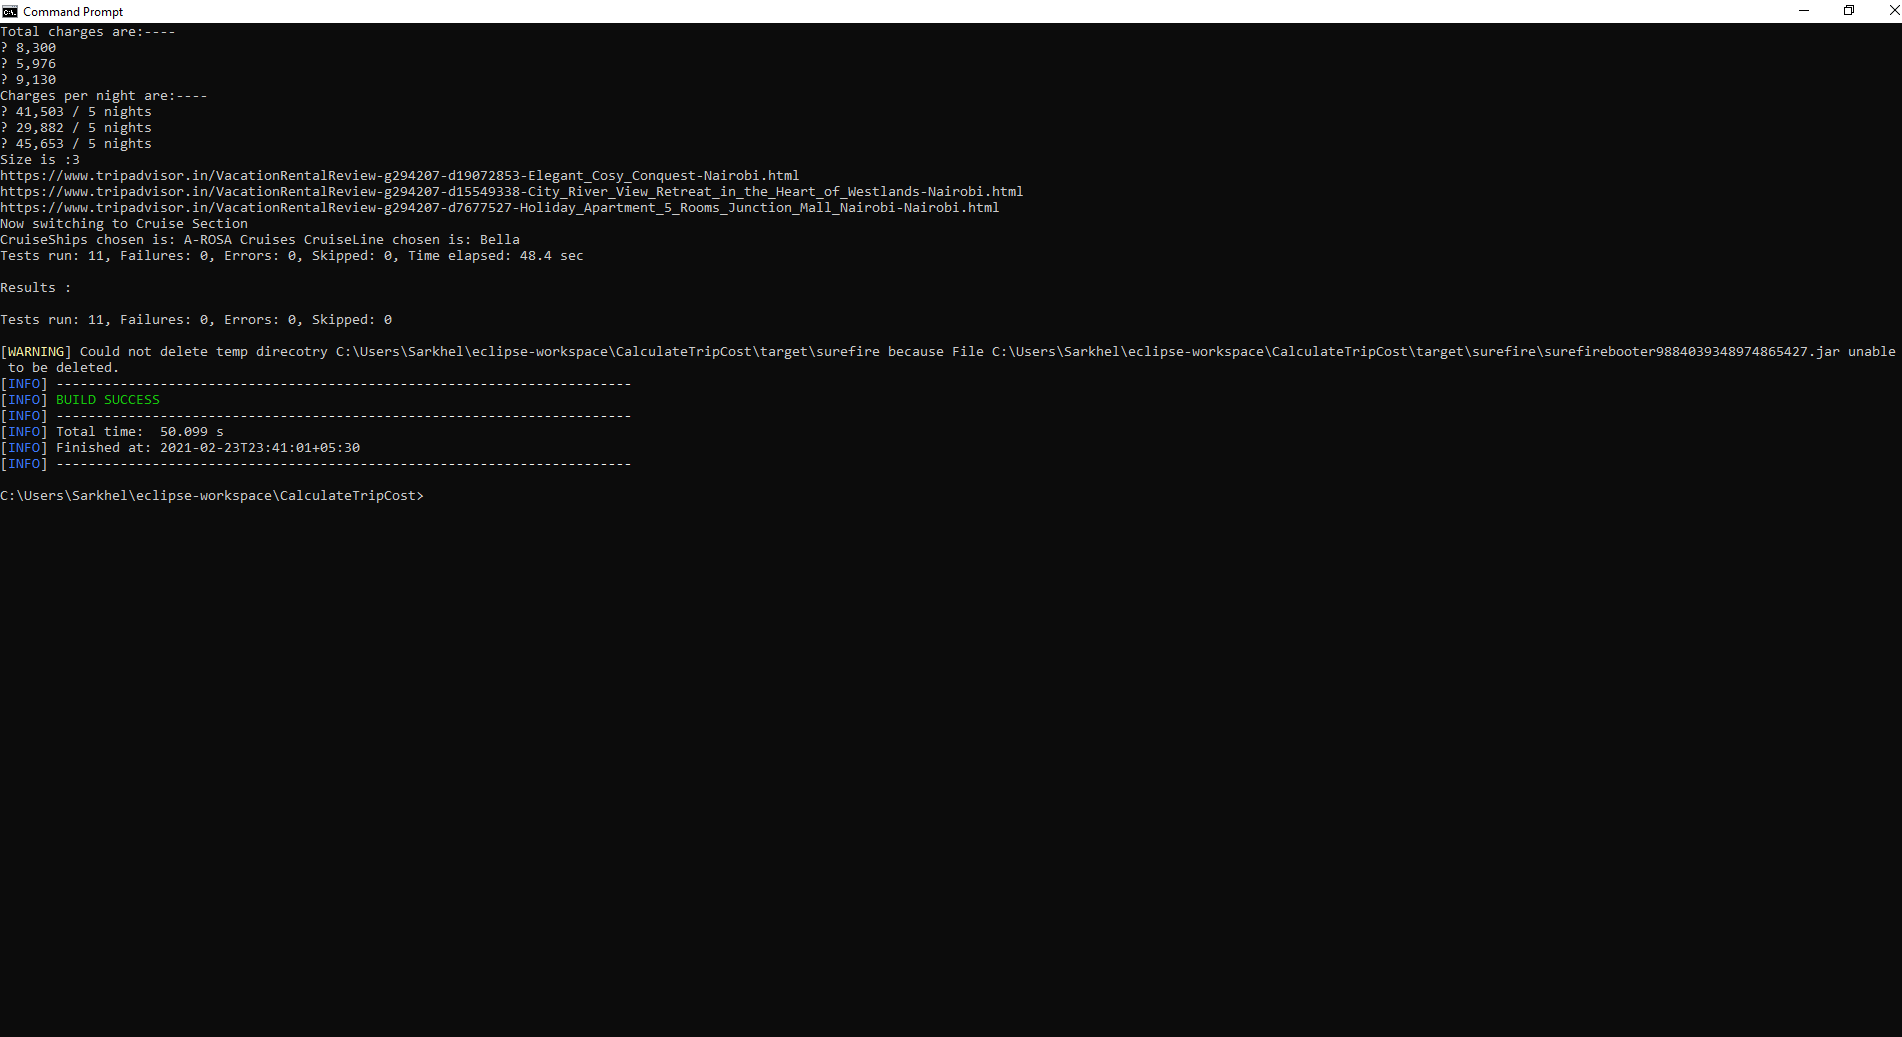 Command Prompt
Total charges are:----
? 8,300
? 5,976
? 9,130
Charges per night are:----
? 41,503 / 5 nights
? 29,882 / 5 nights
? 45,653 / 5 nights
Size is :3
https://www.tripadvisor.in/VacationRentalReview-g294207-d19072853-Elegant_Cosy_Conquest-Nairobi.html
https://www.tripadvisor.in/VacationRentalReview-g294207-d15549338-City_River_View_Retreat_in_the_Heart_of_Westlands-Nairobi.html
https://www.tripadvisor.in/VacationRentalReview-g294207-d7677527-Holiday_Apartment_5_Rooms_Junction_Mall_Nairobi-Nairobi.html
Now switching to Cruise Section
CruiseShips chosen is: A-ROSA Cruises CruiseLine chosen is: Bella
Tests run: 11, Failures: 0, Errors: 0, Skipped: 0, Time elapsed: 48.4 sec
Results :
Tests run: 11, Failures: 0, Errors: 0, Skipped: 0
[WARNING] Could not delete temp direcotry C:\Users\Sarkhel\eclipse-workspace\CalculateTripCost\target\surefire because File C:\Users\Sarkhel\eclipse-workspace\CalculateTripCost\target\surefire\surefirebooter9884039348974865427.jar unable
to be deleted.
[INFO] ------------------------------------------------------------------------
[INFO] BUILD SUCCESS
[INFO] ------------------------------------------------------------------------
[INFO] Total time:  50.099 s
[INFO] Finished at: 2021-02-23T23:41:01+05:30
[INFO] ------------------------------------------------------------------------
C:\Users\Sarkhel\eclipse-workspace\CalculateTripCost>